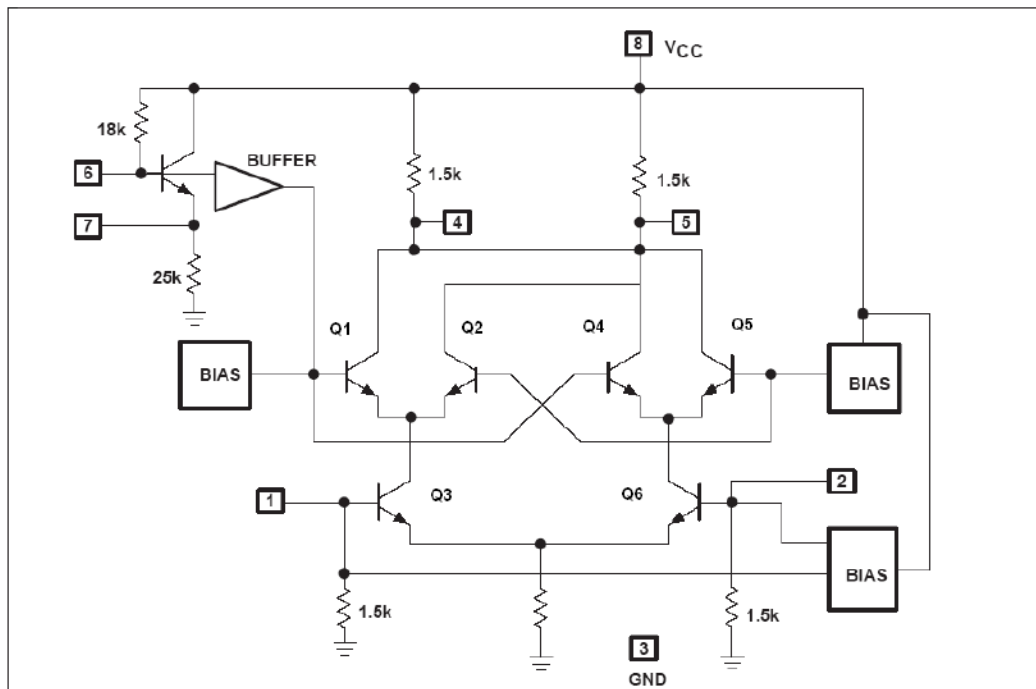 8 VCC
18k
BUFFER
6
1.5k
1.5k
7
4
5
25k
Q1
Q2
Q4
Q5
BIAS
BIAS
1
Q3
Q6
2
BIAS
1.5k
1.5k
3
GND